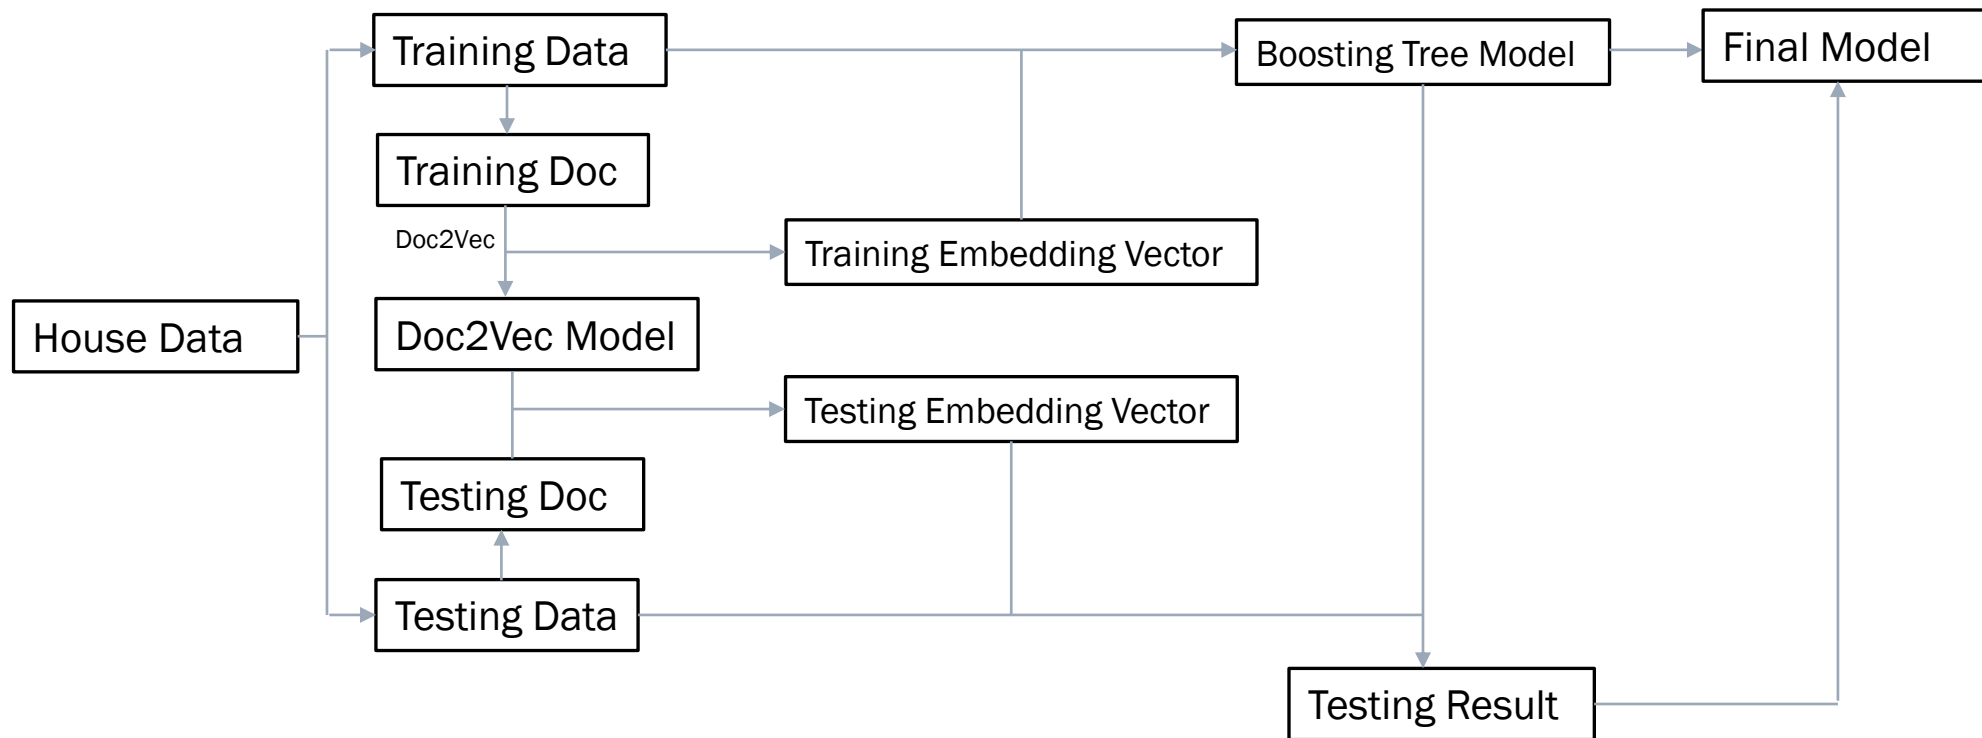 Training Data
Boosting Tree Model
Final Model
Training Doc
Doc2Vec
Training Embedding Vector
House Data
Doc2Vec Model
Testing Embedding Vector
Testing Doc
Testing Data
Testing Result